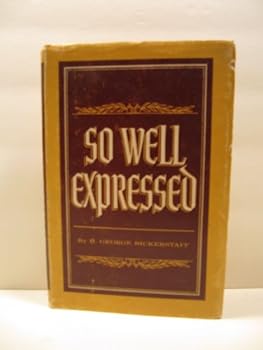 SO WELL
EXPRESSED
By G. GEORGE BICKERSTAFF